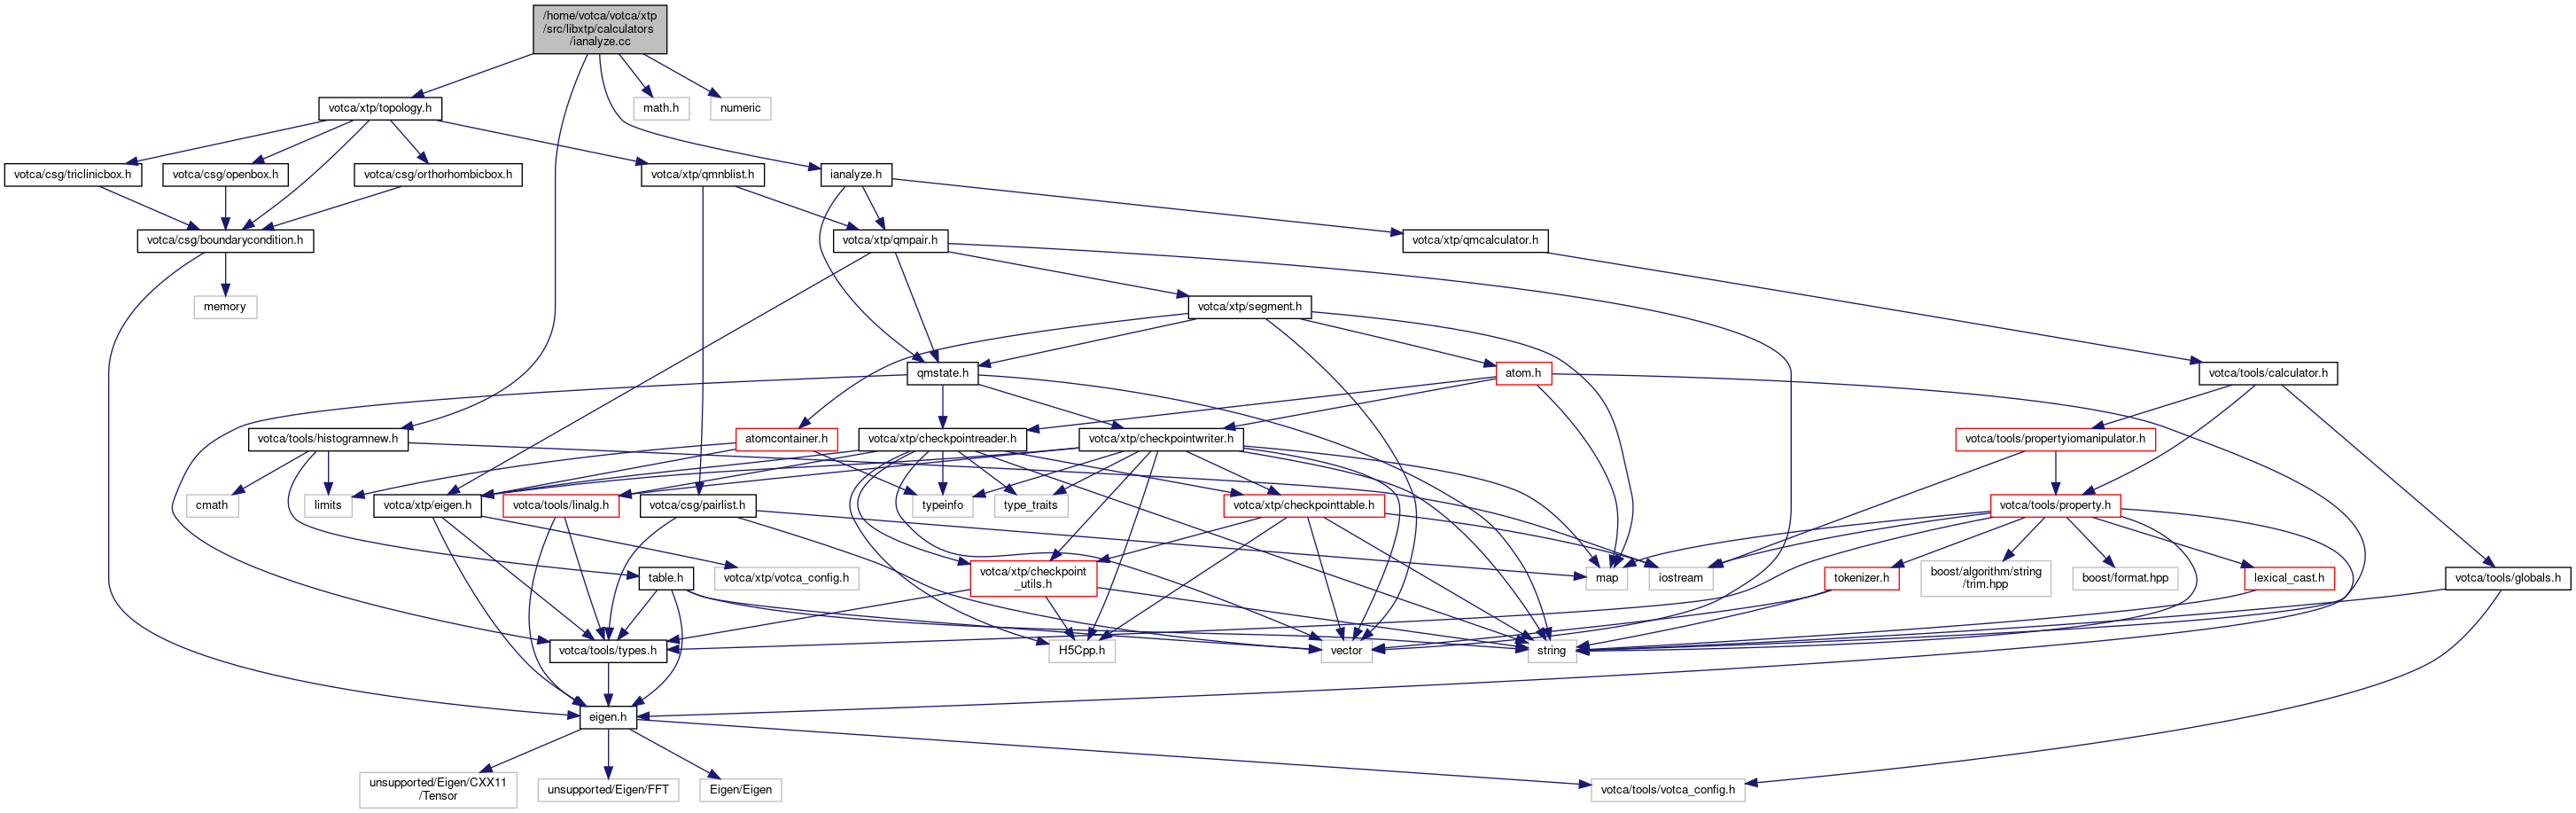 /home/votca/votca/xtp
/src/libxtp/calculators
/ianalyze.cc
votca/xtp/topology.h
math.h
numeric
votca/csg/triclinicbox.h
votca/csg/openbox.h
votca/csg/orthorhombicbox.h
votca/xtp/qmnblist.h
ianalyze.h
votca/csg/boundarycondition.h
votca/xtp/qmpair.h
votca/xtp/qmcalculator.h
memory
votca/xtp/segment.h
qmstate.h
atom.h
votca/tools/calculator.h
votca/tools/histogramnew.h
atomcontainer.h
votca/xtp/checkpointreader.h
votca/xtp/checkpointwriter.h
votca/tools/propertyiomanipulator.h
cmath
limits
votca/xtp/eigen.h
votca/tools/linalg.h
votca/csg/pairlist.h
typeinfo
type_traits
votca/xtp/checkpointtable.h
votca/tools/property.h
table.h
votca/xtp/votca_config.h
votca/xtp/checkpoint
_utils.h
map
iostream
tokenizer.h
boost/algorithm/string
/trim.hpp
boost/format.hpp
lexical_cast.h
votca/tools/globals.h
votca/tools/types.h
H5Cpp.h
vector
string
eigen.h
unsupported/Eigen/CXX11
/Tensor
unsupported/Eigen/FFT
Eigen/Eigen
votca/tools/votca_config.h